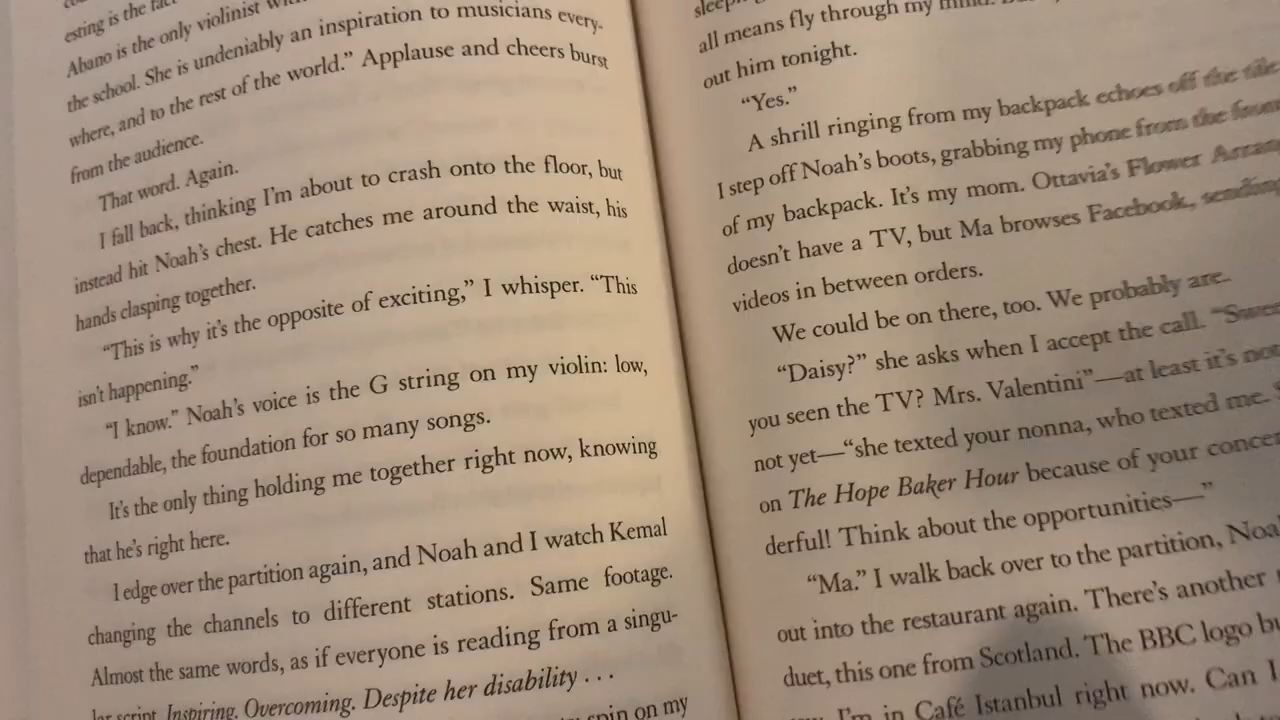 esting is the fact
Abano is the only violinist
the school. She is undeniably an inspiration to musicians every-
where, and to the rest of the world.” Applause and cheers burst
from the audience.
That word. Again.
I fall back, thinking I’m about to crash onto the floor, but
instead hit Noah’s chest. He catches me around the waist, his
hands clasping together.
“This is why it’s the opposite of exciting,” I whisper. “This
isn’t happening.”
“I know.” Noah’s voice is the G string on my violin: low,
dependable, the foundation for so many songs.
It’s the only thing holding me together right now, knowing
that he’s right here.
I edge over the partition again, and Noah and I watch Kemal
changing the channels to different stations. Same footage.
Almost the same words, as if everyone is reading from a singu-
lar script. Inspiring. Overcoming. Despite her disability . . .
spin on my
all means fly through my mind.
out him tonight.
“Yes.”
A shrill ringing from my backpack echoes off the tile
I step off Noah’s boots, grabbing my phone from the front
of my backpack. It’s my mom. Ottavia’s Flower
doesn’t have a TV, but Ma browses Facebook, sending
videos in between orders.
We could be on there, too. We probably are.
“Daisy?” she asks when I accept the call.
you seen the TV? Mrs. Valentini”—at least it’s not
not yet—“she texted your nonna, who texted me.
on The Hope Baker Hour because of your
derful! Think about the opportunities—”
“Ma.” I walk back over to the partition,
out into the restaurant again. There’s another
duet, this one from Scotland. The BBC logo
I’m in Café Istanbul right now. Can I